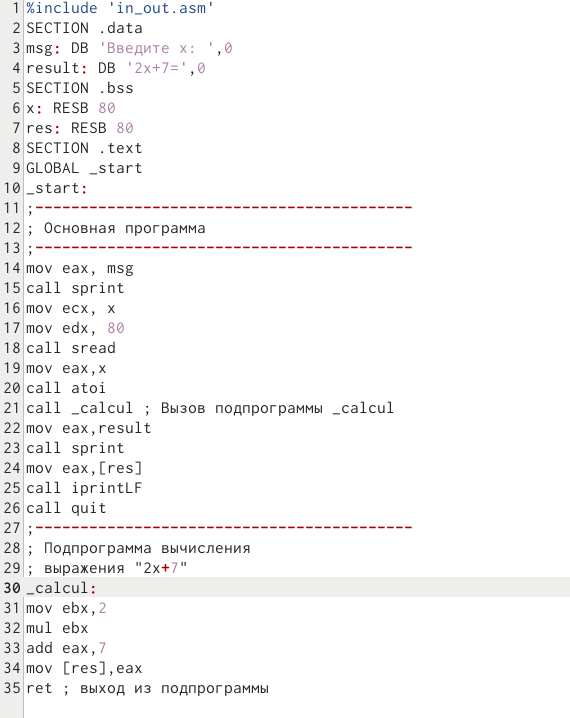 1 %include 'in_out.asm'
2 SECTION .data
3 msg: DB 'Введите x: ',0
4 result: DB '2x+7=',0
5 SECTION .bss
6 x: RESB 80
7 res: RESB 80
8 SECTION .text
9 GLOBAL _start
10 _start:
11 ;------------------------------------------
12 ; Основная программа
13 ;------------------------------------------
14 mov eax, msg
15 call sprint
16 mov ecx, x
17 mov edx, 80
18 call sread
19 mov eax,x
20 call atoi
21 call _calcul ; Вызов подпрограммы _calcul
22 mov eax,result
23 call sprint
24 mov eax,[res]
25 call iprintLF
26 call quit
27 ;------------------------------------------
28 ; Подпрограмма вычисления
29 ; выражения "2x+7"
30 _calcul:
31 mov ebx,2
32 mul ebx
33 add eax,7
34 mov [res],eax
35 ret ; выход из подпрограммы